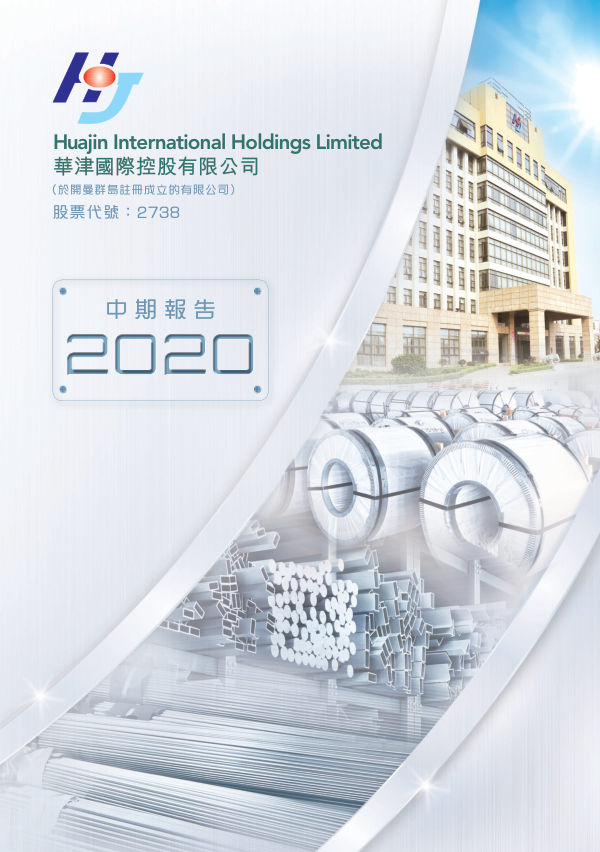 HJ
Huajin International Holdings Limited
華津國際控股有限公司
(於開曼群島註冊成立的有限公司)
股票代號：2738
中期報告
2020